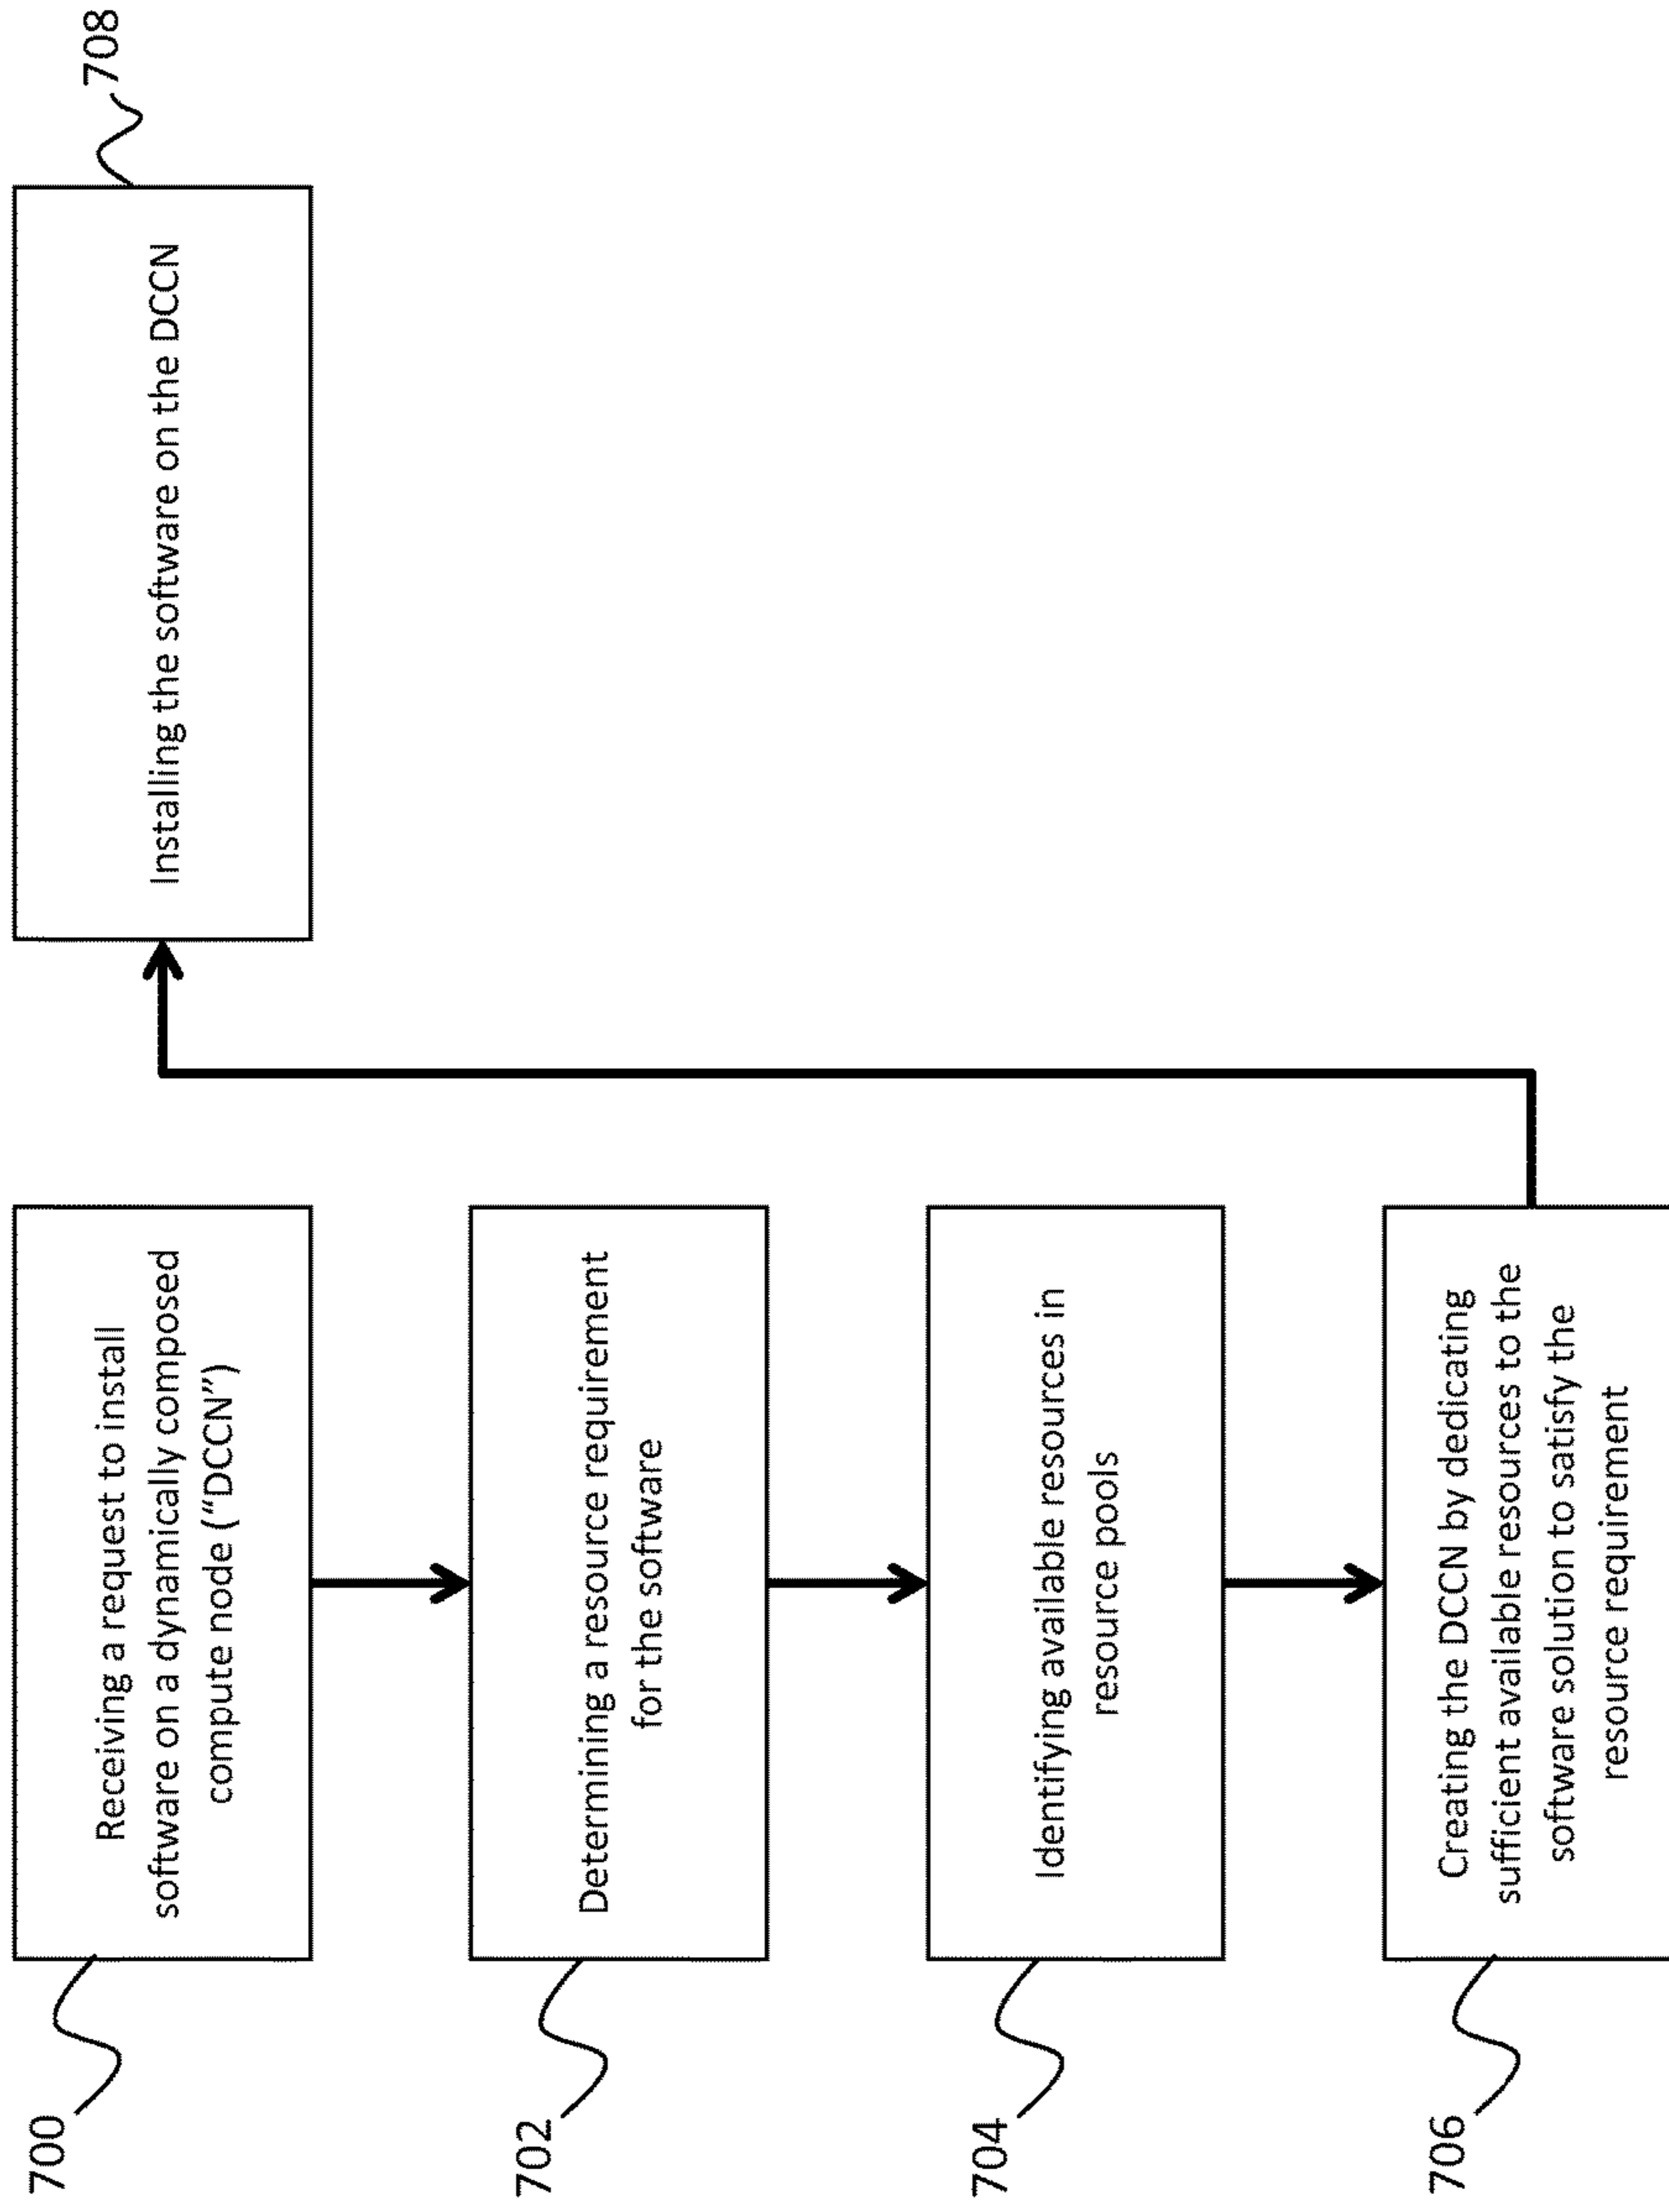 700
Receiving a request to install
software on a dynamically composed
compute node (“DCCN”)
702
Determining a resource requirement
for the software
704
Identifying available resources in
resource pools
706
Creating the DCCN by dedicating
sufficient available resources to the
software solution to satisfy the
resource requirement
Installing the software on the DCCN
708